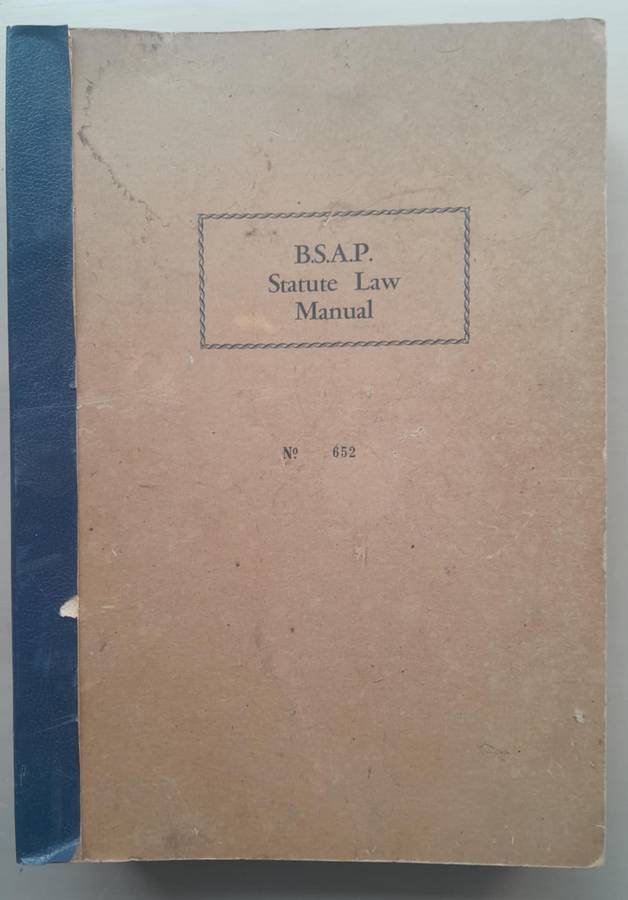 B.S.A.P.
Statute Law
Manual
Nº 652